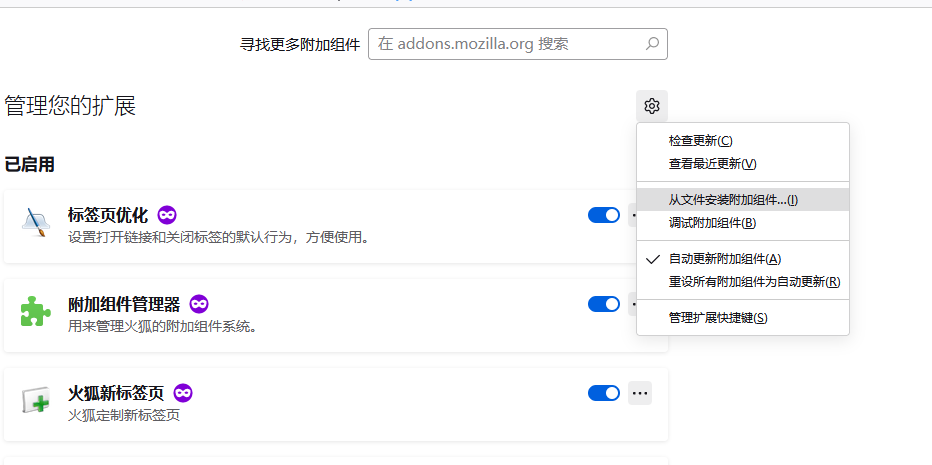 寻找更多附加组件
在 addons.mozilla.org 搜索
管理您的扩展
检查更新(C)
查看最近更新(V)
从文件安装附加组件...(I)
调试附加组件(B)
自动更新附加组件(A)
重设所有附加组件为自动更新(R)
管理扩展快捷键(S)
已启用
标签页优化
设置打开链接和关闭标签的默认行为，方便使用。
附加组件管理器
用来管理火狐的附加组件系统。
火狐新标签页
火狐定制新标签页